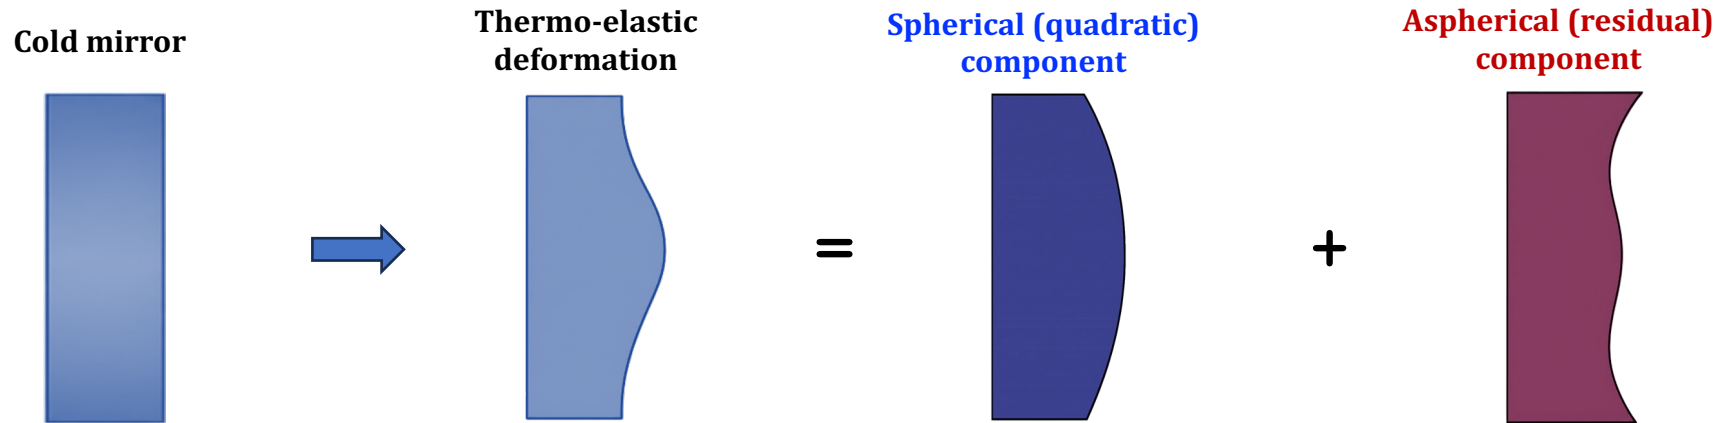 Cold mirror
Thermo-elastic
deformation
=
Spherical (quadratic)
component
+
Aspherical (residual)
component